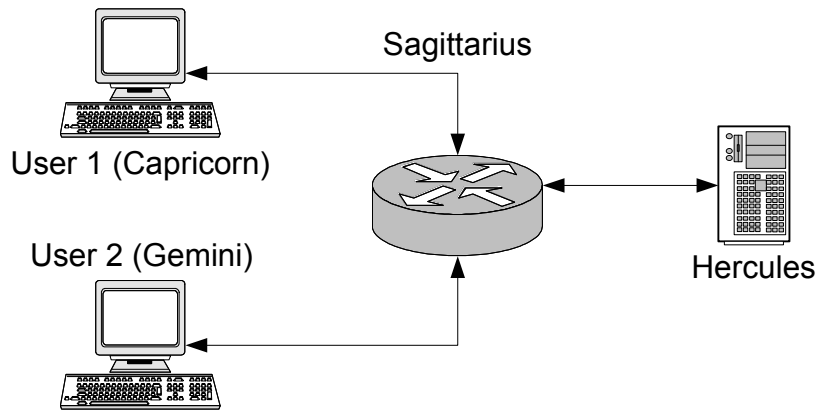 Sagittarius
User 1 (Capricorn)
User 2 (Gemini)
Hercules